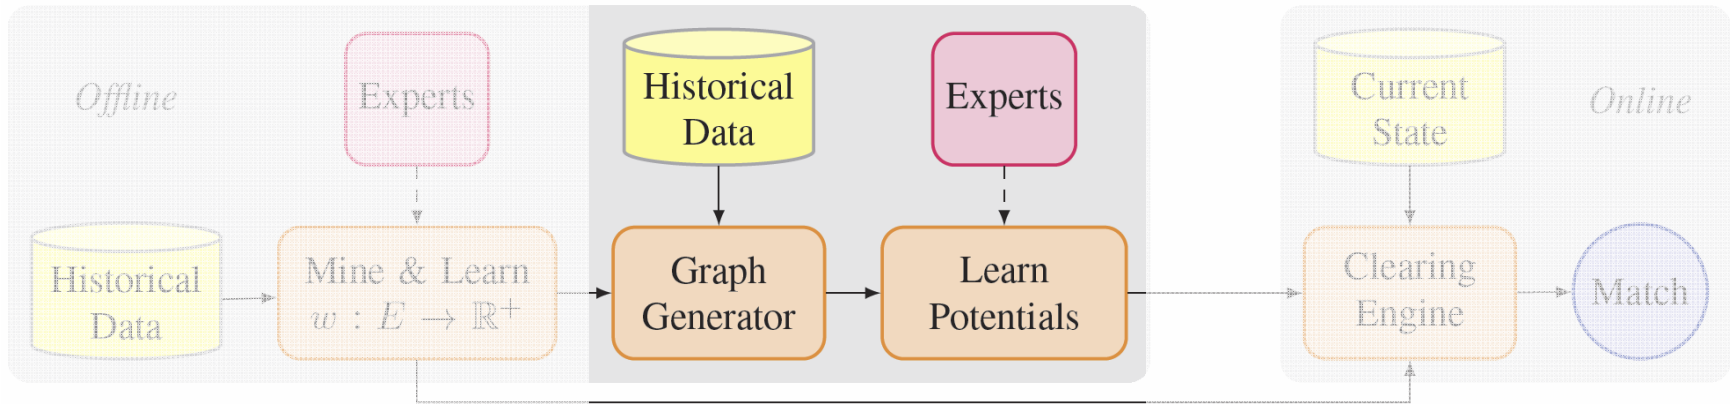 Offline
Experts
Historical
Data
Experts
Current
State
Online
Historical
Data
Mine & Learn
w : E → ℝ⁺
Graph
Generator
Learn
Potentials
Clearing
Engine
Match